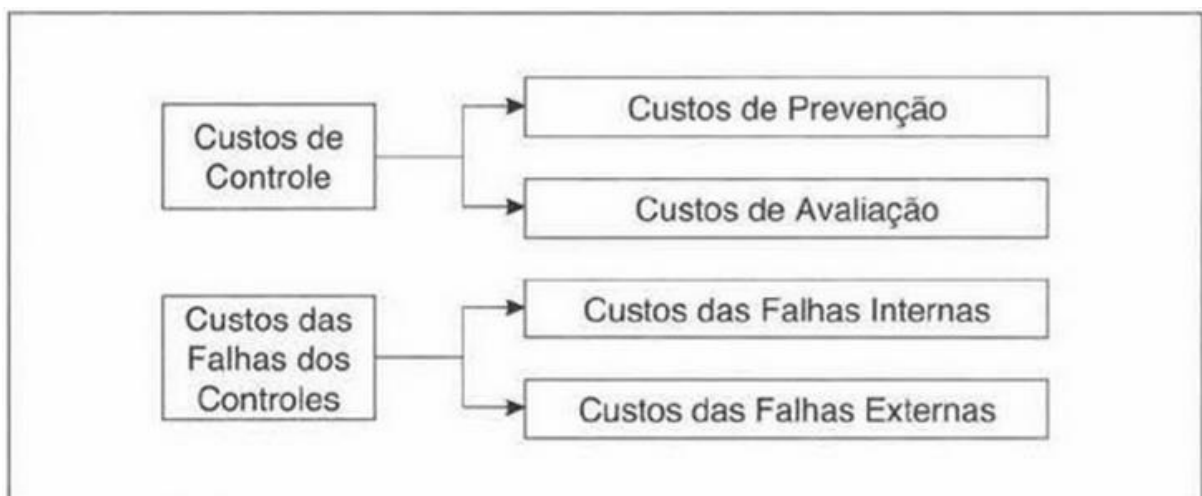 Custos de
Controle
Custos de Prevenção
Custos de Avaliação
Custos das
Falhas dos
Controles
Custos das Falhas Internas
Custos das Falhas Externas